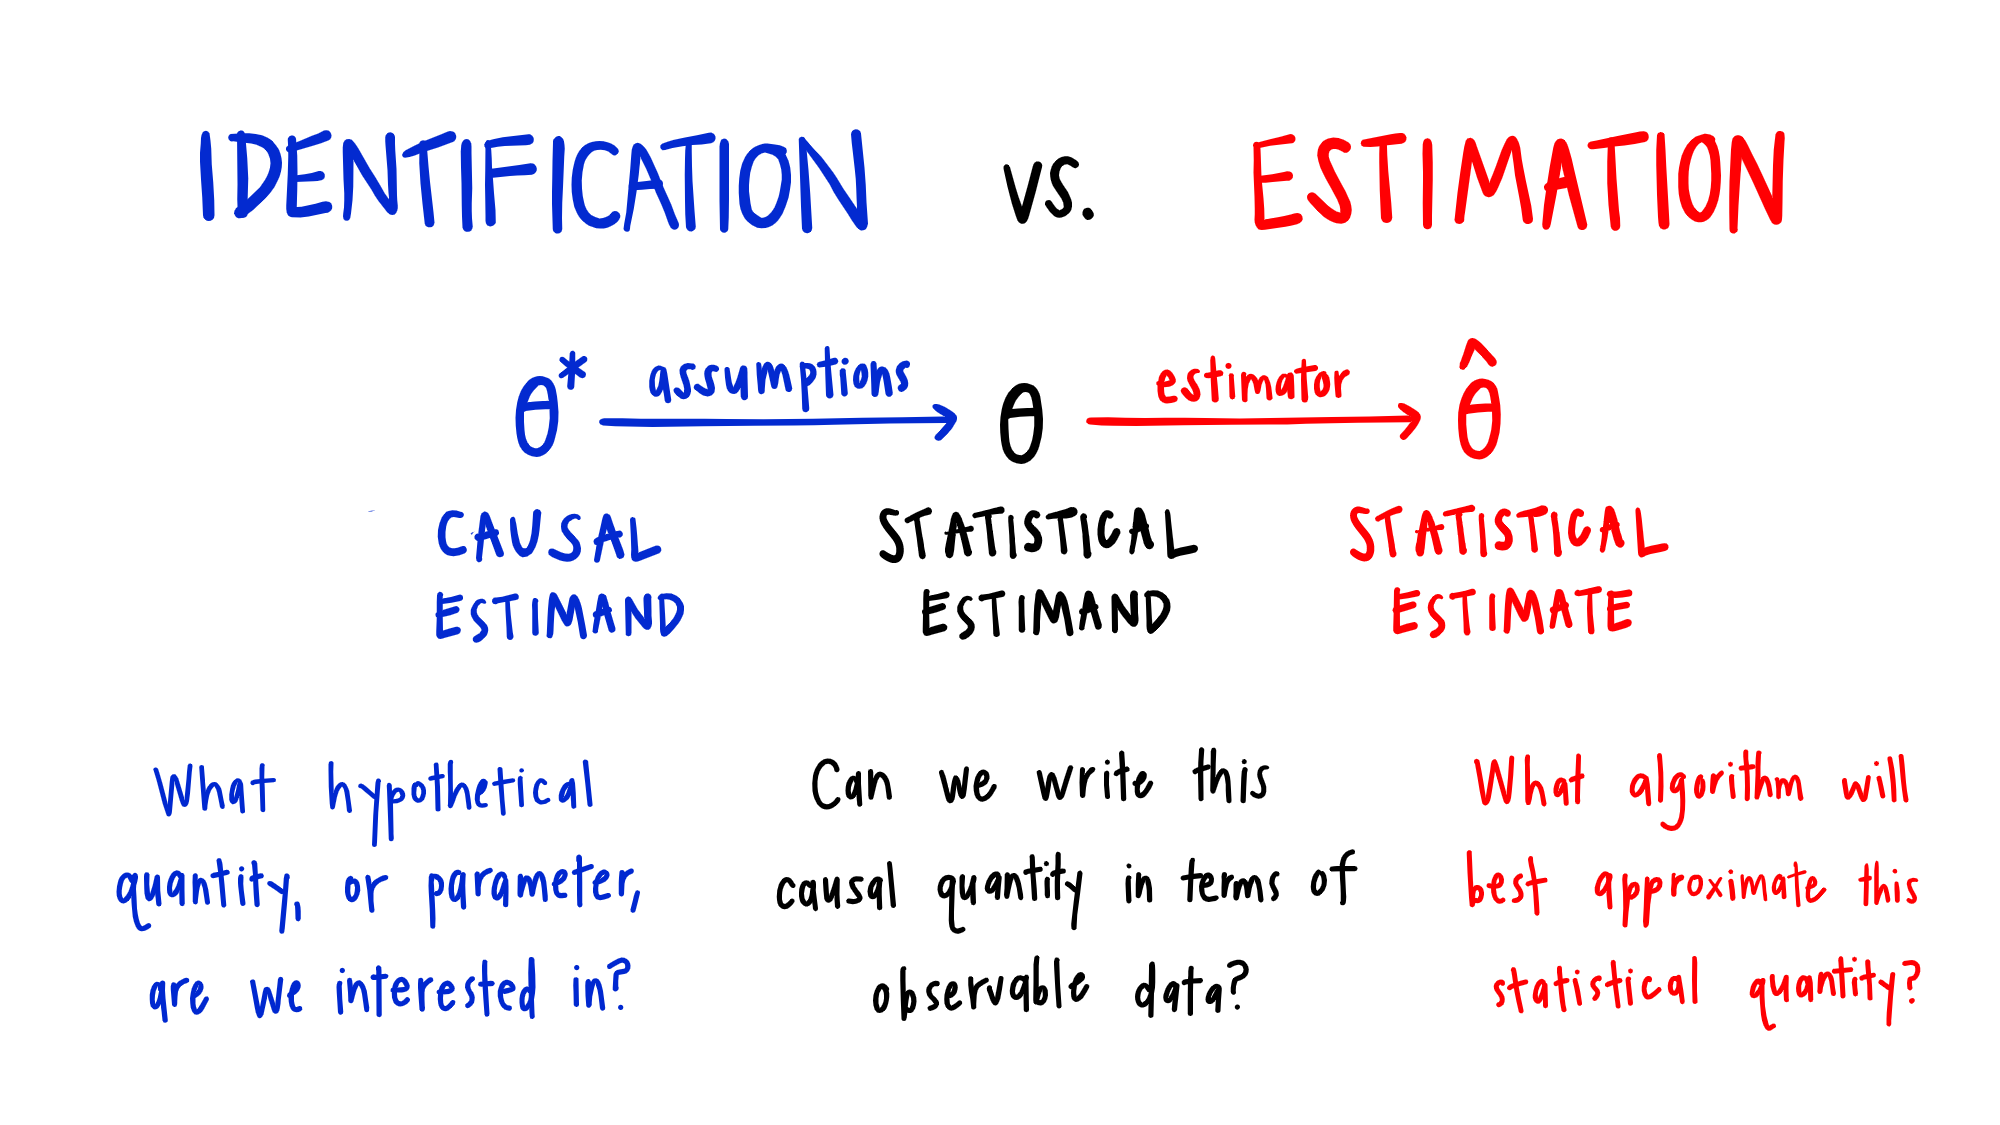 IDENTIFICATION vs. ESTIMATION
θ* assumptions θ estimator θ̂
CAUSAL
ESTIMAND
STATISTICAL
ESTIMAND
STATISTICAL
ESTIMATE
What hypothetical
quantity, or parameter,
are we interested in?
Can we write this
causal quantity in terms of
observable data?
What algorithm will
best approximate this
statistical quantity?